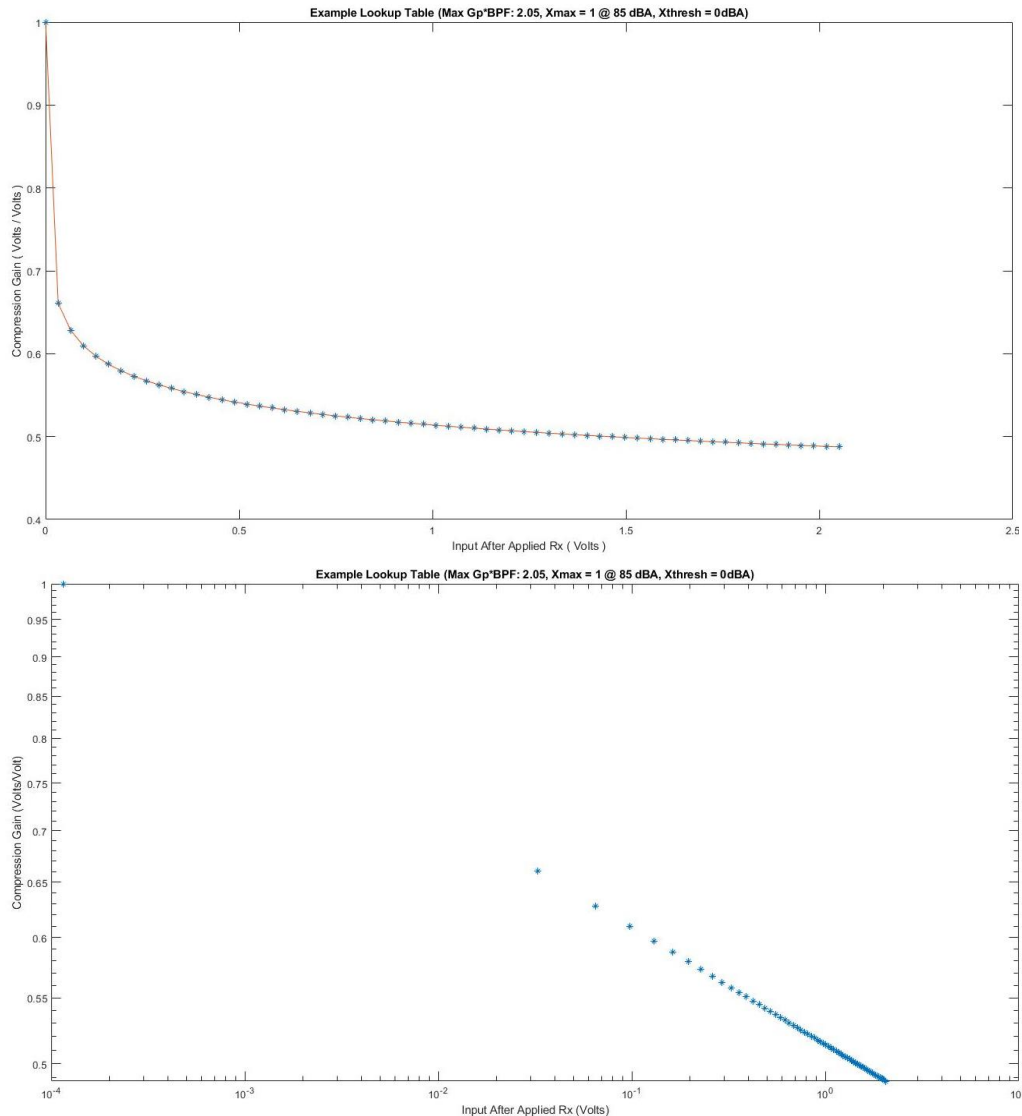 Example Lookup Table (Max Gp*BPF: 2.05, Xmax = 1 @ 85 dBA, Xthresh = 0dBA)
1
0.9
0.8
0.7
0.6
0.5
0.4
Compression Gain ( Volts / Volts )
0 0.5 1 1.5 2 2.5
Input After Applied Rx ( Volts )
Example Lookup Table (Max Gp*BPF: 2.05, Xmax = 1 @ 85 dBA, Xthresh = 0dBA)
1
0.95
0.9
0.85
0.8
0.75
0.7
0.65
0.6
0.55
0.5
Compression Gain (Volts/Volt)
10-4 10-3 10-2 10-1 100 10
Input After Applied Rx (Volts)